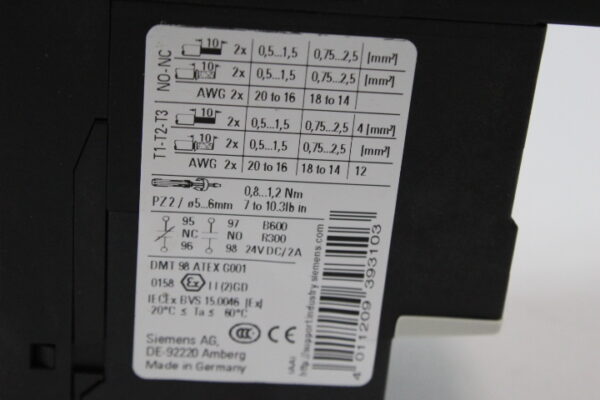 NO-NC
10 2x 0,5...1,5 0,75...2,5 [mm²]
10 2x 0,5...1,5 0,75...2,5
AWG 2x 20 to 16 18 to 14
T1-T2-T3
10 2x 0,5...1,5 0,75...2,5 4 [mm²]
10 2x 0,5...1,5 0,75...2,5
AWG 2x 20 to 16 18 to 14 12
0,8...1,2 Nm
PZ2 / ø5...6mm 7 to 10.3lb in
95 97 B600
NC NO R300
96 98 24VDC/2A
DMT 98 ATEX G001
0158 Ex II(2)GD
IECEx BVS 15.0046 [Ex]
20°C ≤ Ta ≤ 60°C
CCC CE
Siemens AG,
DE-92220 Amberg
Made in Germany
http://support.industry.siemens.com
4 011209 393103